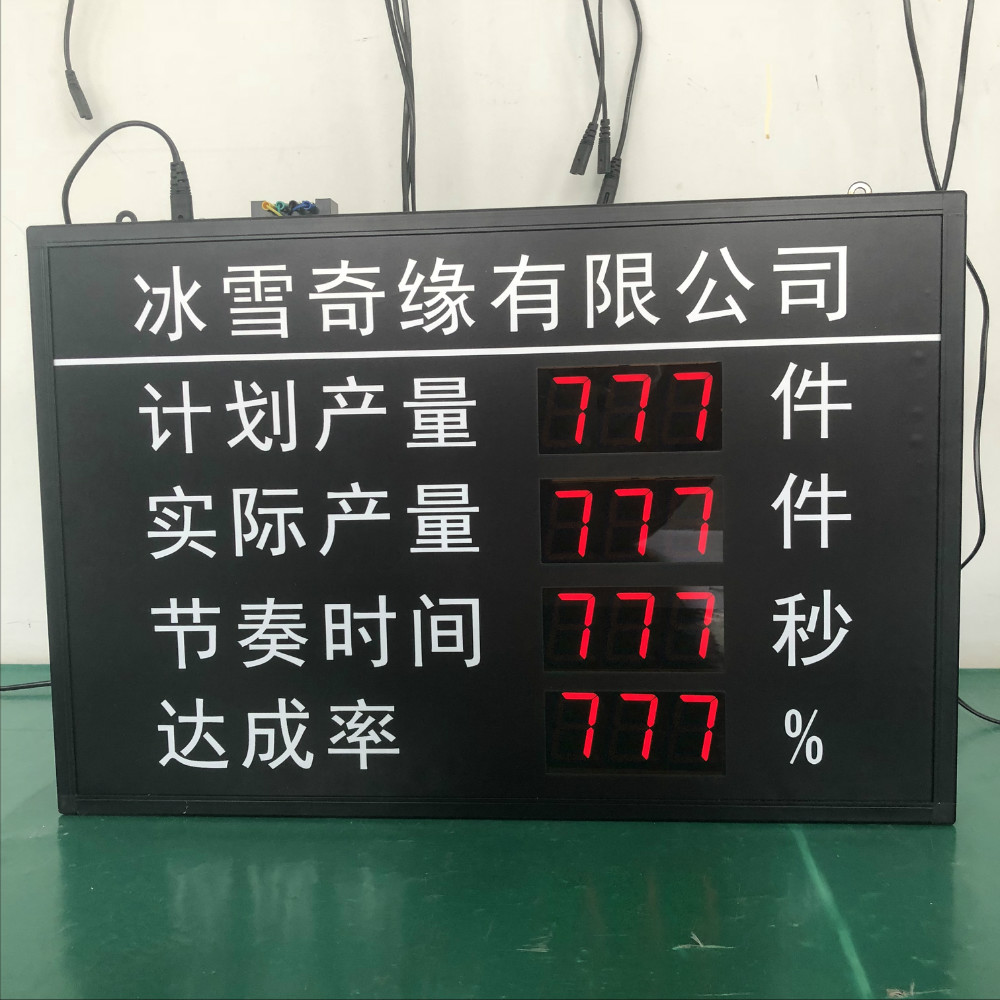 冰雪奇缘有限公司
计划产量 777 件
实际产量 777 件
节奏时间 777 秒
达成率 777 %